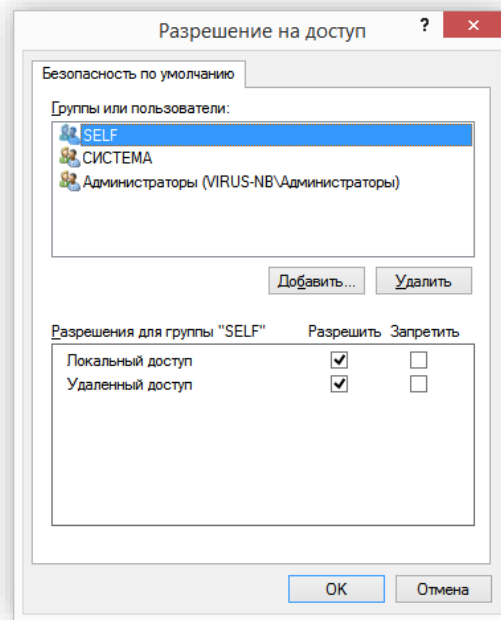 Разрешение на доступ
?
Безопасность по умолчанию
Группы или пользователи:
SELF
СИСТЕМА
Администраторы (VIRUS-NB\Администраторы)
Добавить...
Удалить
Разрешения для группы "SELF" Разрешить Запретить
Локальный доступ
Удаленный доступ
OK
Отмена